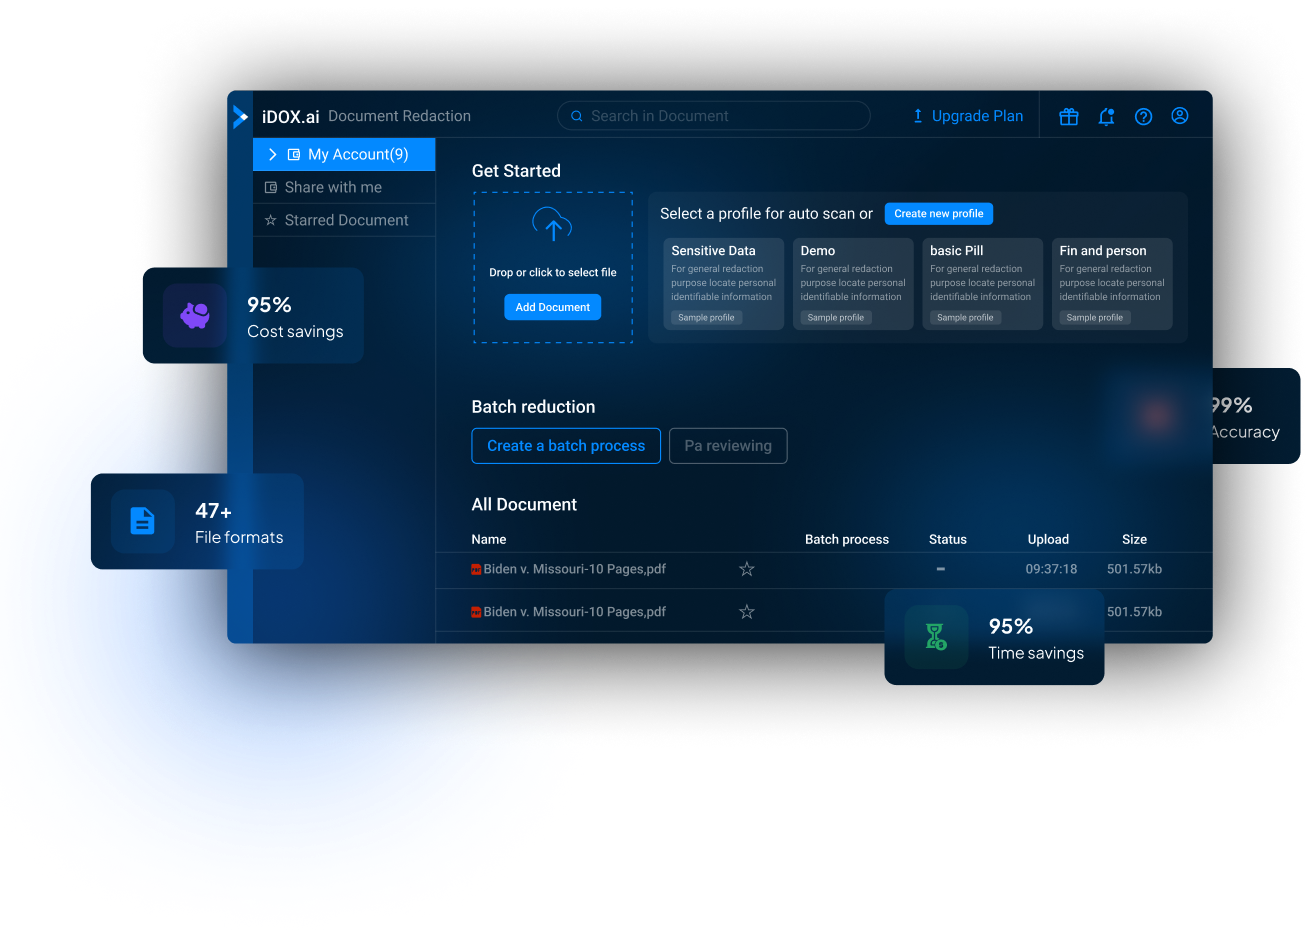 iDOX.ai Document Redaction
Search in Document
Upgrade Plan
My Account(9)
Share with me
Starred Document
95%
Cost savings
47+
File formats
Get Started
Drop or click to select file
Add Document
Select a profile for auto scan or
Create new profile
Sensitive Data
For general redaction
purpose locate personal
identifiable information
Sample profile
Demo
For general redaction
purpose locate personal
identifiable information
Sample profile
basic Pill
For general redaction
purpose locate personal
identifiable information
Sample profile
Fin and person
For general redaction
purpose locate personal
identifiable information
Sample profile
99%
Accuracy
Batch reduction
Create a batch process
Pa reviewing
All Document
Name Batch process Status Upload Size
Biden v. Missouri-10 Pages,pdf 09:37:18 501.57kb
Biden v. Missouri-10 Pages,pdf 501.57kb
95%
Time savings